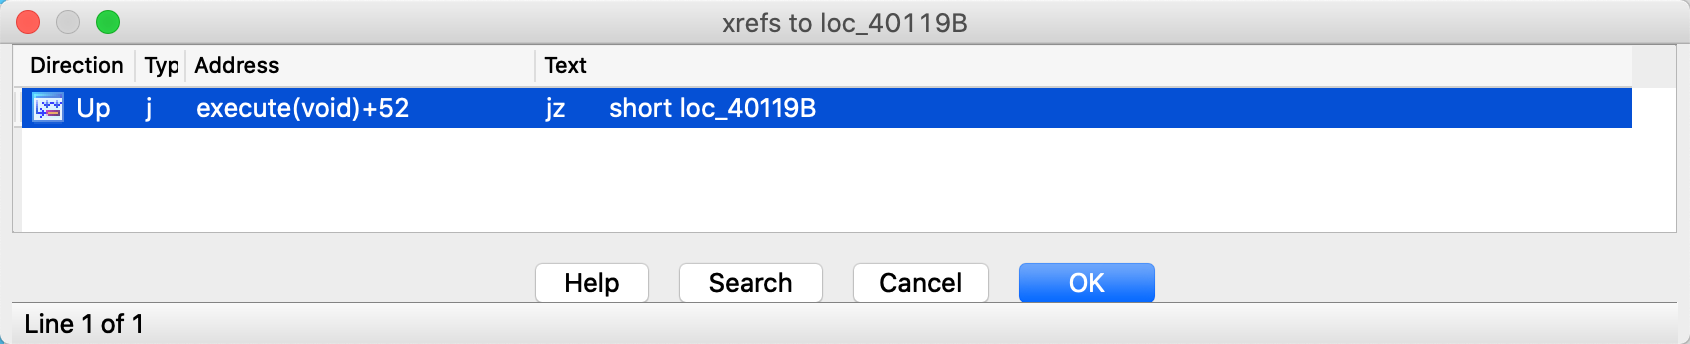 xrefs to loc_40119B
Direction Typ Address Text
Up j execute(void)+52 jz short loc_40119B
Help Search Cancel OK
Line 1 of 1